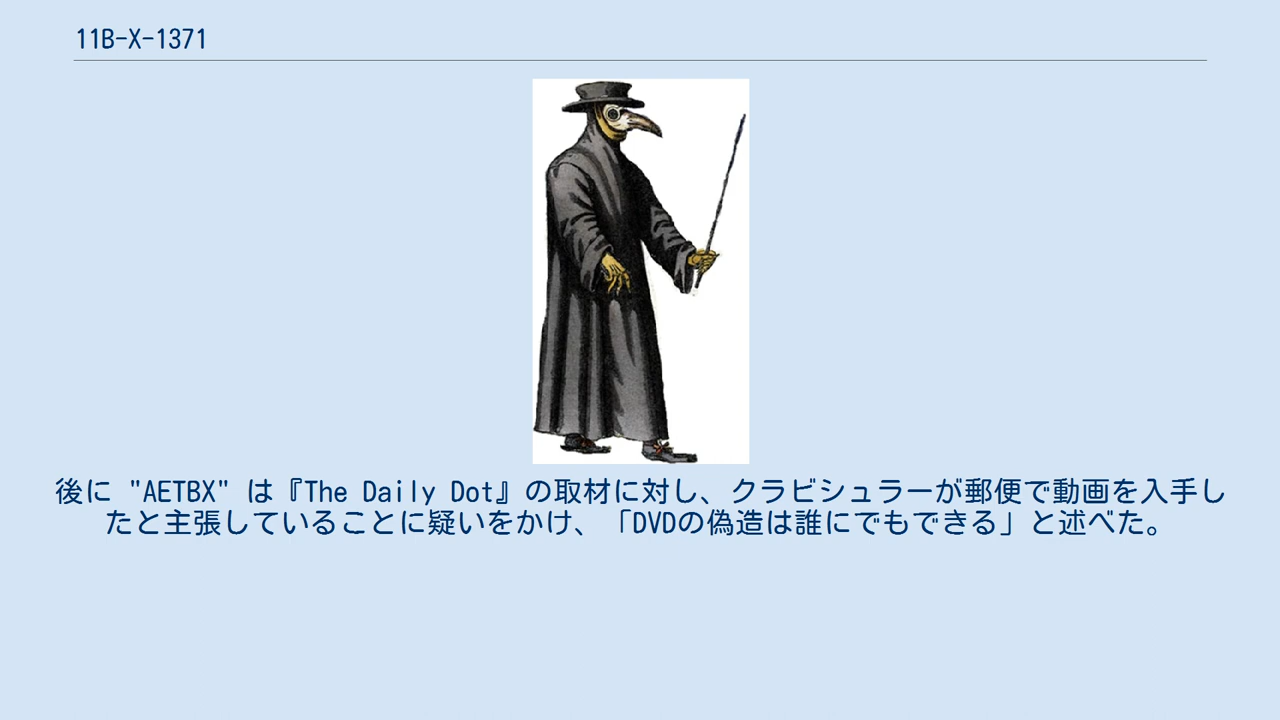 11B-X-1371
後に "AETBX" は『The Daily Dot』の取材に対し、クラビシュラーが郵便で動画を入手し
たと主張していることに疑いをかけ、「DVDの偽造は誰にでもできる」と述べた。